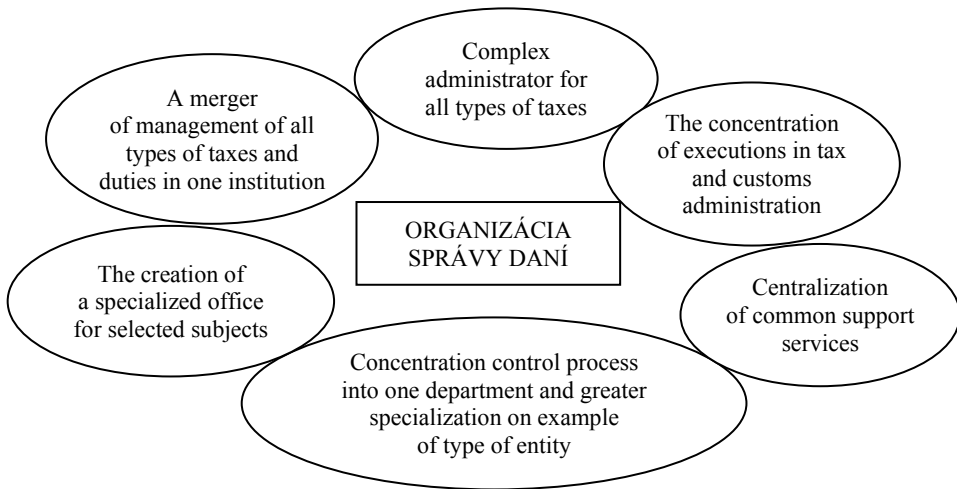 Complex
administrator for
all types of taxes
A merger
of management of all
types of taxes and
duties in one institution
The concentration
of executions in tax
and customs
administration
ORGANIZÁCIA
SPRÁVY DANÍ
The creation of
a specialized office
for selected subjects
Centralization
of common support
services
Concentration control process
into one department and greater
specialization on example
of type of entity